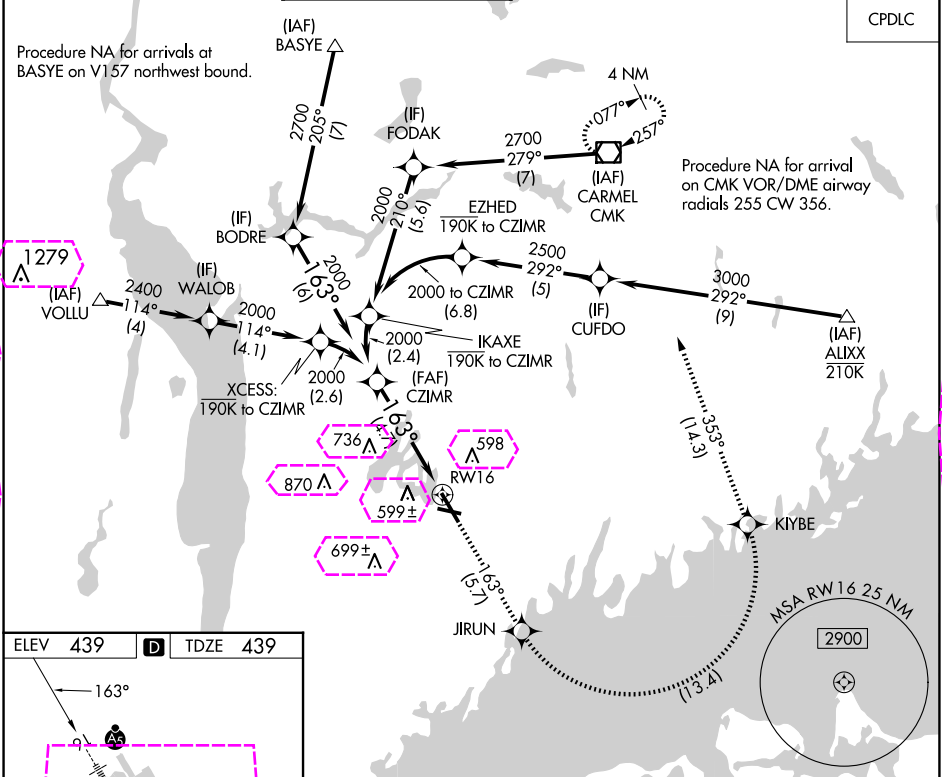 CPDLC
Procedure NA for arrivals at
BASYE on V157 northwest bound.
(IAF)
BASYE
2700
205°
(7)
(IF)
FODAK
2700
279°
(7)
4 NM
077°
257°
(IAF)
CARMEL
CMK
Procedure NA for arrival
on CMK VOR/DME airway
radials 255 CW 356.
2000
210°
(5.6)
(IF)
BODRE
2000
163°
(6)
EZHED
190K to CZIMR
2500
292°
(5)
2000 to CZIMR
(6.8)
(IF)
CUFDO
3000
292°
(9)
(IAF)
ALIXX
210K
1279
(IAF)
VOLLU
2400
114°
(4)
(IF)
WALOB
2000
114°
(4.1)
XCESS:
190K to CZIMR
2000
(2.6)
2000
(2.4)
IKAXE
190K to CZIMR
(FAF)
CZIMR
163°
736
870
599±
598
699±
RW16
163°
(5.7)
JIRUN
(13.4)
KIYBE
353°
(14.3)
MSA RW16 25 NM
2900
ELEV 439
D
TDZE 439
163°
A5